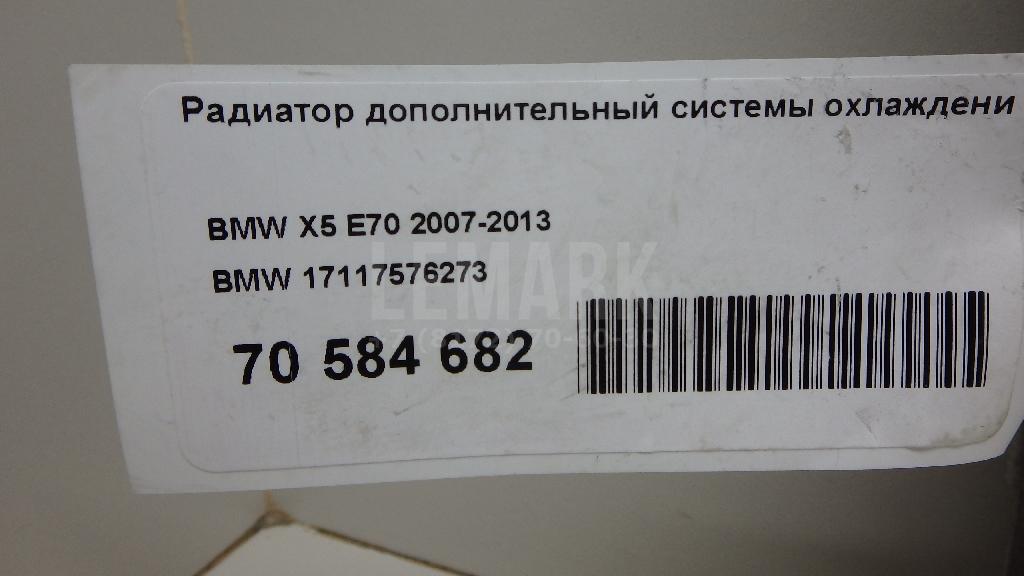 Радиатор дополнительный системы охлаждени
BMW X5 E70 2007-2013
BMW 17117576273
LEMARK
70 584 682